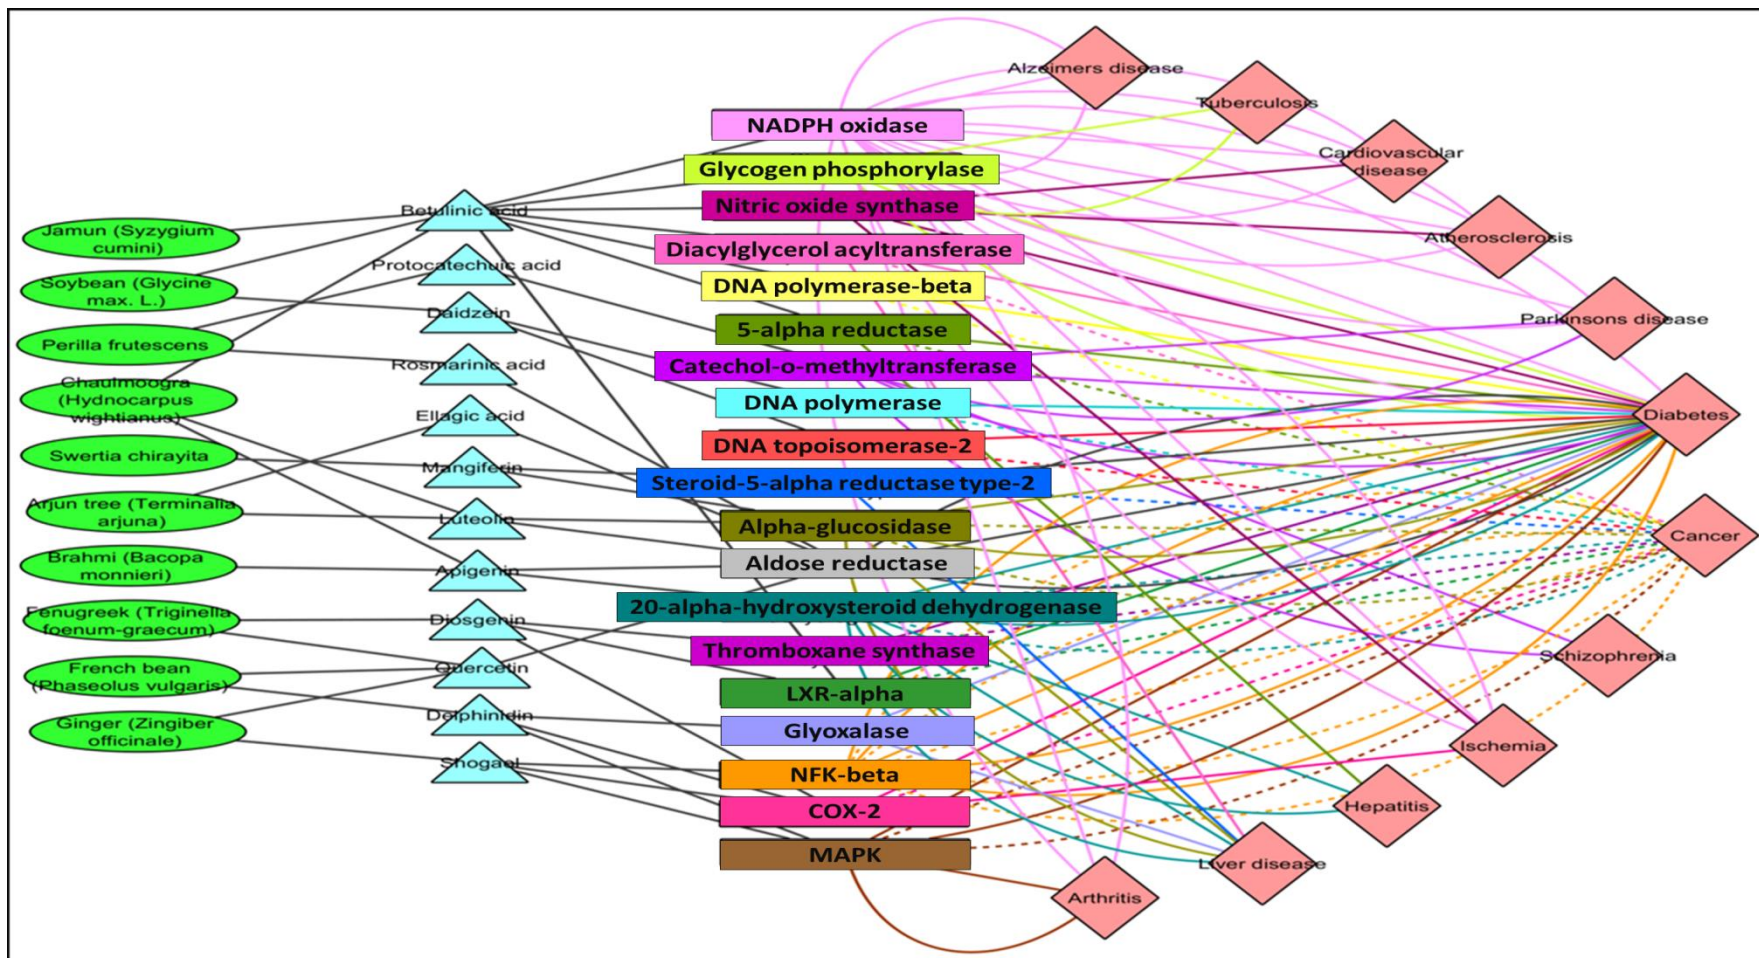 Jamun (Syzygium
cumini)
Soybean (Glycine
max. L.)
Perilla frutescens
Chaulmoogra
(Hydnocarpus
wightianus)
Swertia chirayita
Arjun tree (Terminalla
arjuna)
Brahmi (Bacopa
monnieri)
Fenugreek (Triginella
foenum-graecum)
French bean
(Phaseolus vulgaris)
Ginger (Zingiber
officinale)
Betulinic acid
Protocatechuic acid
Daidzein
Rosmarinic acid
Ellagic acid
Mangiferin
Luteolin
Apigenin
Diosgenin
Quercetin
Delphinidin
Shogaol
NADPH oxidase
Glycogen phosphorylase
Nitric oxide synthase
Diacylglycerol acyltransferase
DNA polymerase-beta
5-alpha reductase
Catechol-o-methyltransferase
DNA polymerase
DNA topoisomerase-2
Steroid-5-alpha reductase type-2
Alpha-glucosidase
Aldose reductase
20-alpha-hydroxysteroid dehydrogenase
Thromboxane synthase
LXR-alpha
Glyoxalase
NFK-beta
COX-2
MAPK
Alzeimers disease
Tuberculosis
Cardiovascular
disease
Atherosclerosis
Parkinsons disease
Diabetes
Cancer
Schizophrenia
Ischemia
Hepatitis
Liver disease
Arthritis